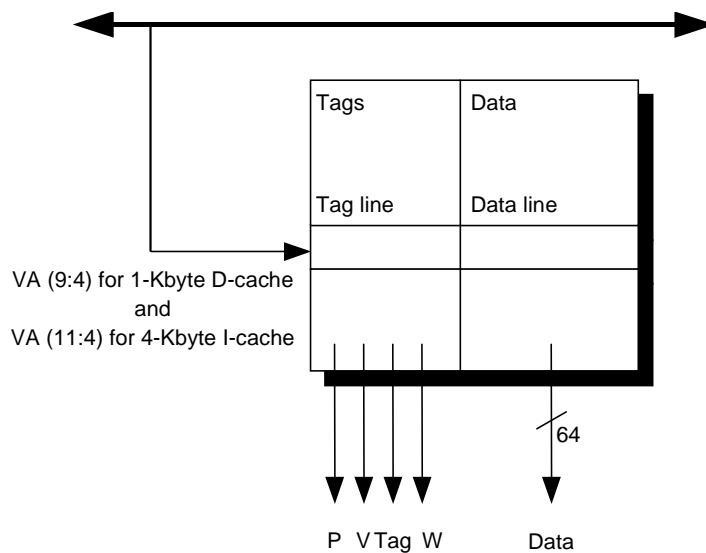 Tags Data
Tag line Data line
VA (9:4) for 1-Kbyte D-cache
and
VA (11:4) for 4-Kbyte I-cache
64
P V Tag W Data